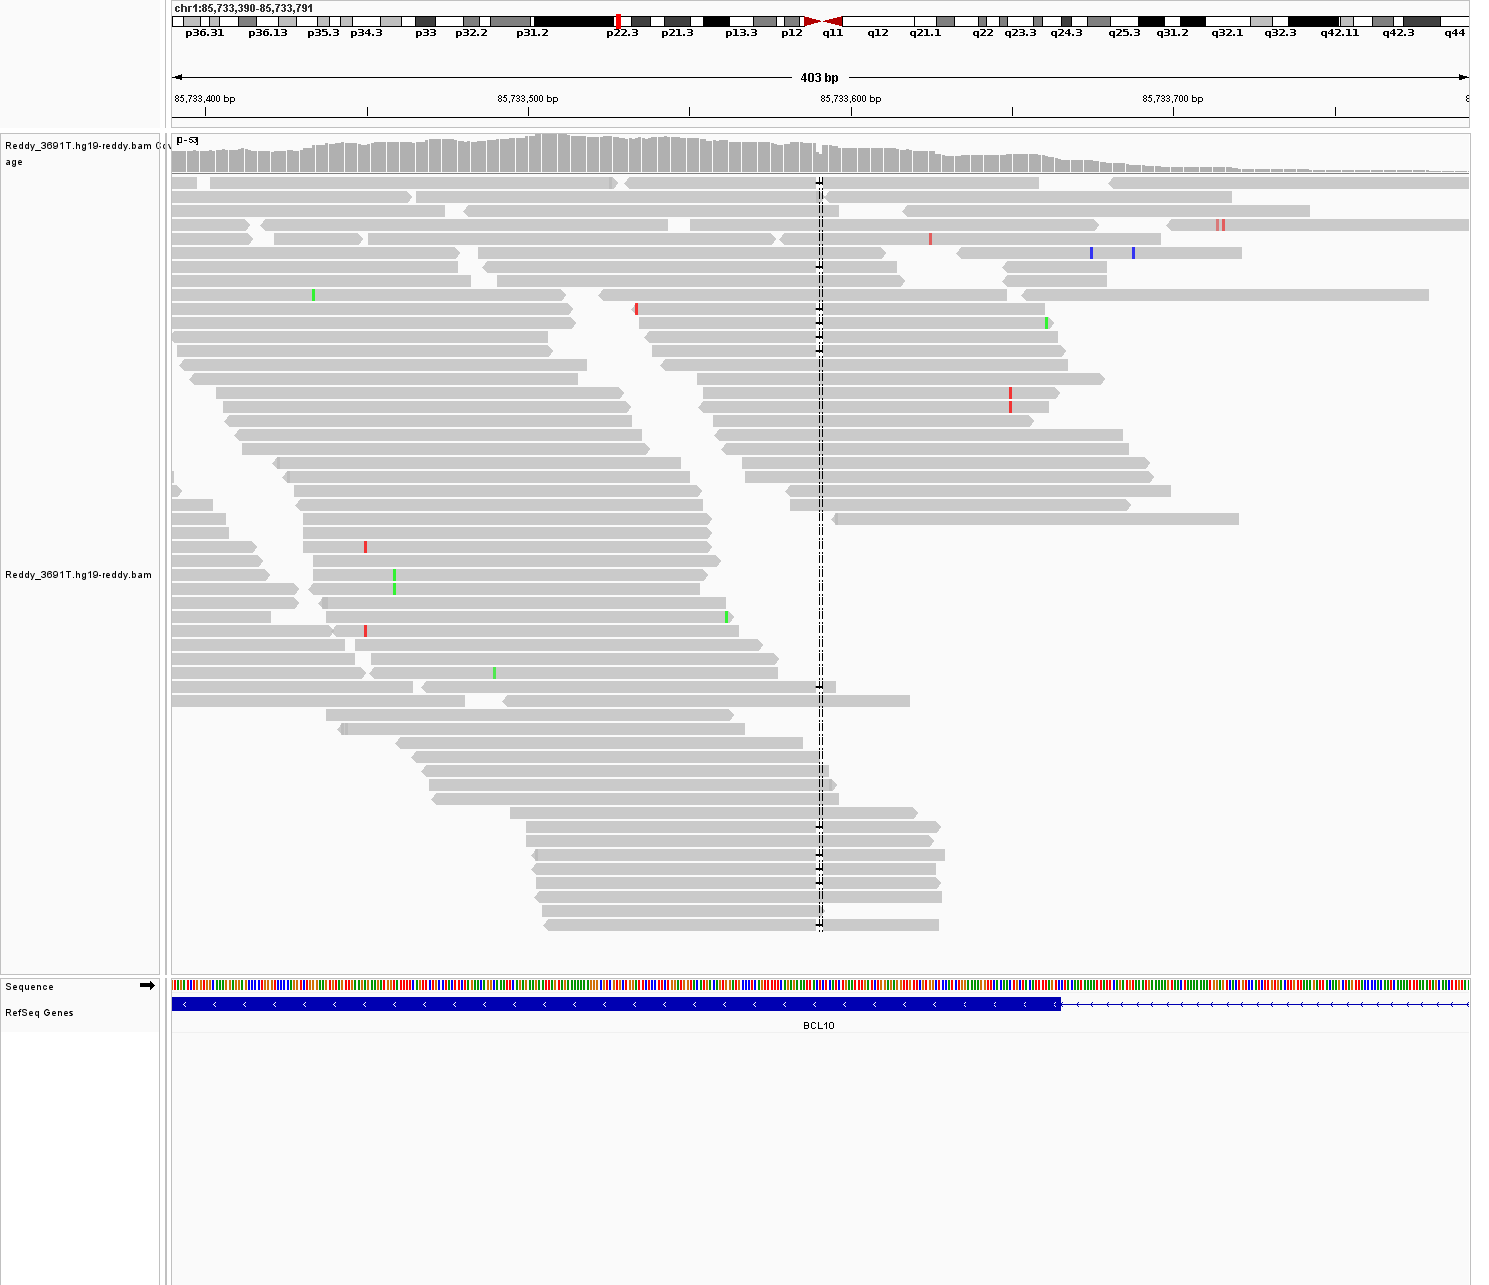 chr1:85,733,390-85,733,791
p36.31 p36.13 p35.3 p34.3 p33 p32.2 p31.2 p22.3 p21.3 p13.3 p12 q11 q12 q21.1 q22 q23.3 q24.3 q25.3 q31.2 q32.1 q32.3 q42.11 q42.3 q44
403 bp
85,733,400 bp 85,733,500 bp 85,733,600 bp 85,733,700 bp 8
Reddy_3691T.hg19-reddy.bam Cov
age
Reddy_3691T.hg19-reddy.bam
Sequence
RefSeq Genes
BCL10